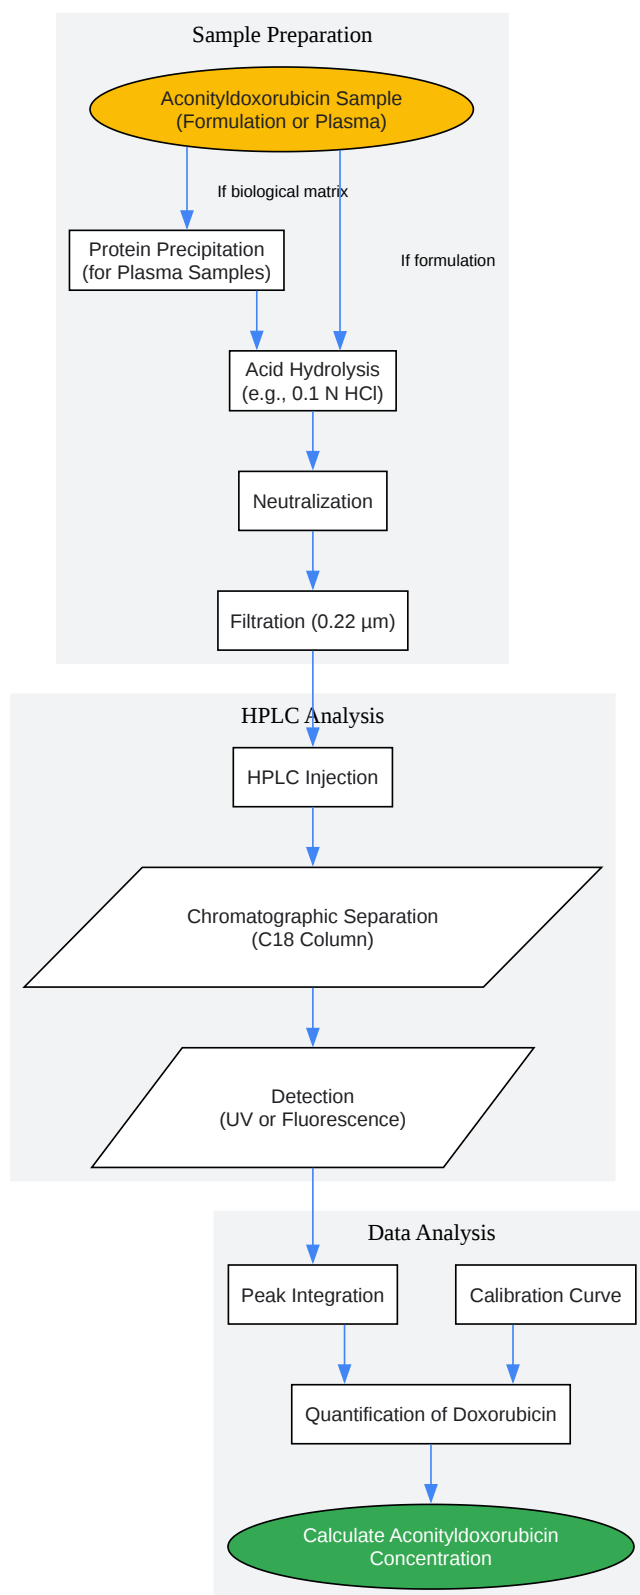 Sample Preparation
Aconityldoxorubicin Sample
(Formulation or Plasma)
If biological matrix
Protein Precipitation
(for Plasma Samples)
If formulation
Acid Hydrolysis
(e.g., 0.1 N HCl)
Neutralization
Filtration (0.22 µm)
HPLC Analysis
HPLC Injection
Chromatographic Separation
(C18 Column)
Detection
(UV or Fluorescence)
Data Analysis
Peak Integration
Calibration Curve
Quantification of Doxorubicin
Calculate Aconityldoxorubicin
Concentration